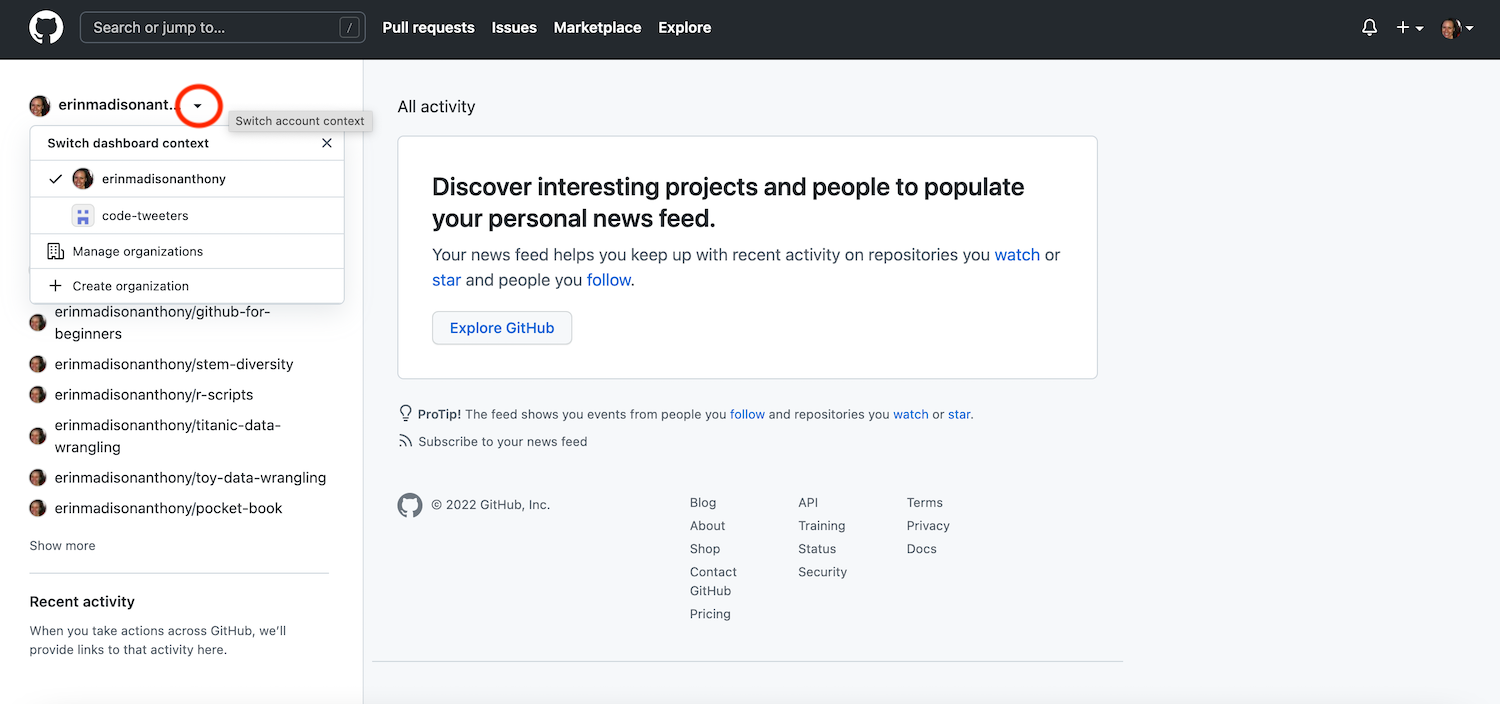 Search or jump to...
/
Pull requests
Issues
Marketplace
Explore
erinmadisonant...
Switch account context
Switch dashboard context
erinmadisonanthony
code-tweeters
Manage organizations
Create organization
erinmadisonanthony/github-for-
beginners
erinmadisonanthony/stem-diversity
erinmadisonanthony/r-scripts
erinmadisonanthony/titanic-data-
wrangling
erinmadisonanthony/toy-data-wrangling
erinmadisonanthony/pocket-book
Show more
Recent activity
When you take actions across GitHub, we’ll
provide links to that activity here.
All activity
Discover interesting projects and people to populate
your personal news feed.
Your news feed helps you keep up with recent activity on repositories you watch or
star and people you follow.
Explore GitHub
ProTip! The feed shows you events from people you follow and repositories you watch or star.
Subscribe to your news feed
© 2022 GitHub, Inc.
Blog
About
Shop
Contact
GitHub
Pricing
API
Training
Status
Security
Terms
Privacy
Docs